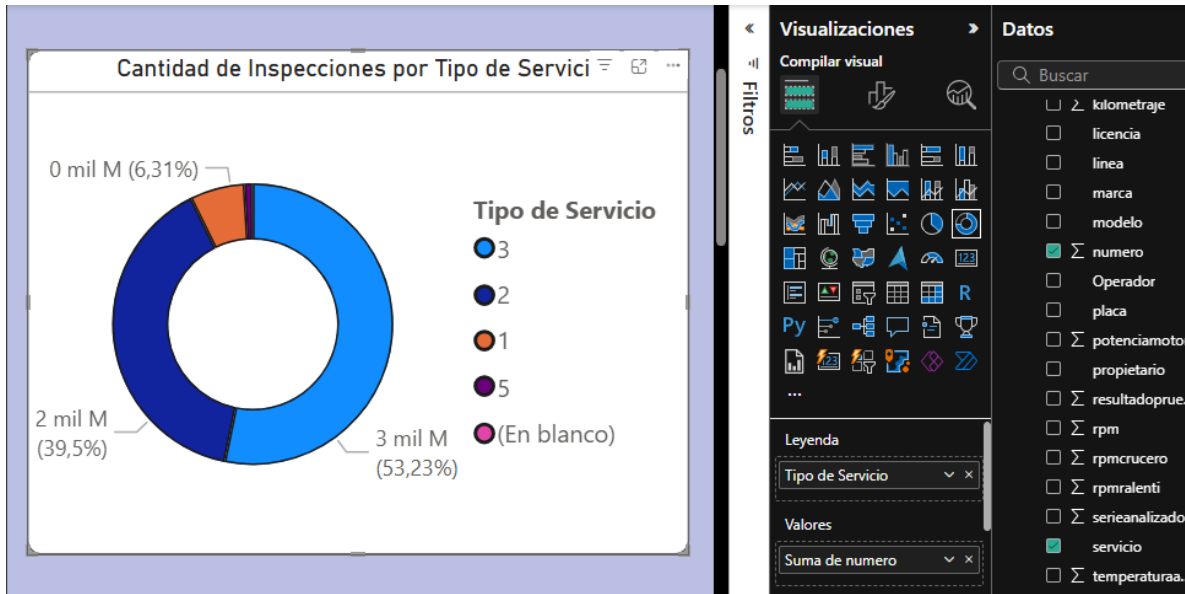 Cantidad de Inspecciones por Tipo de Servici
0 mil M (6,31%)
2 mil M
(39,5%)
3 mil M
(53,23%)
Tipo de Servicio
3
2
1
5
(En blanco)
Filtros
Visualizaciones
Compilar visual
123
R
Py
123
...
Leyenda
Tipo de Servicio
Valores
Suma de numero
Datos
Buscar
kilometraje
licencia
linea
marca
modelo
numero
Operador
placa
potenciamoto
propietario
resultadoprue.
rpm
rpmcrucero
rpmralenti
serieanalizado
servicio
temperaturaa..